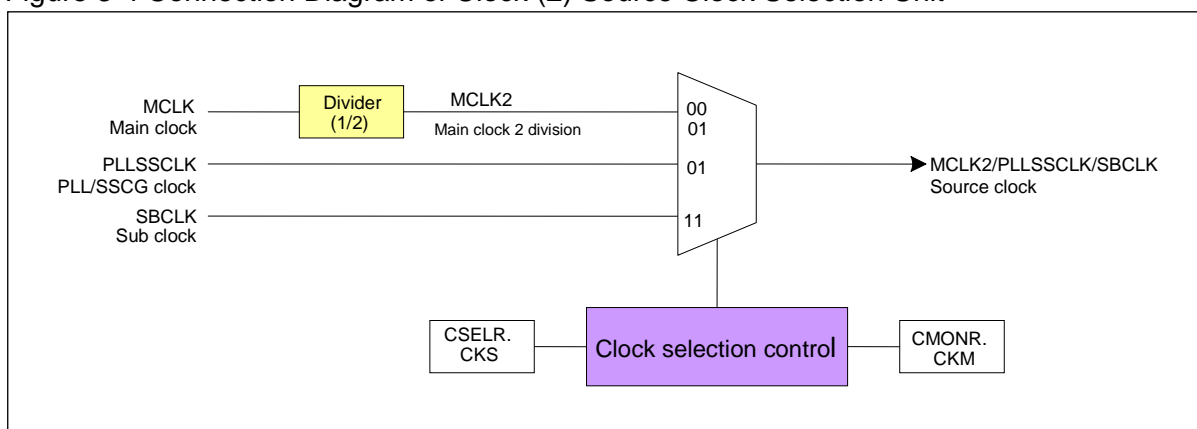 Figure Connection Diagram of Clock (2) Source Clock Selection Unit
MCLK
Main clock
Divider
(1/2)
MCLK2
Main clock 2 division
00
01
PLLSSCLK
PLL/SSCG clock
01
MCLK2/PLLSSCLK/SBCLK
Source clock
SBCLK
Sub clock
11
CSELR.
CKS
Clock selection control
CMONR.
CKM